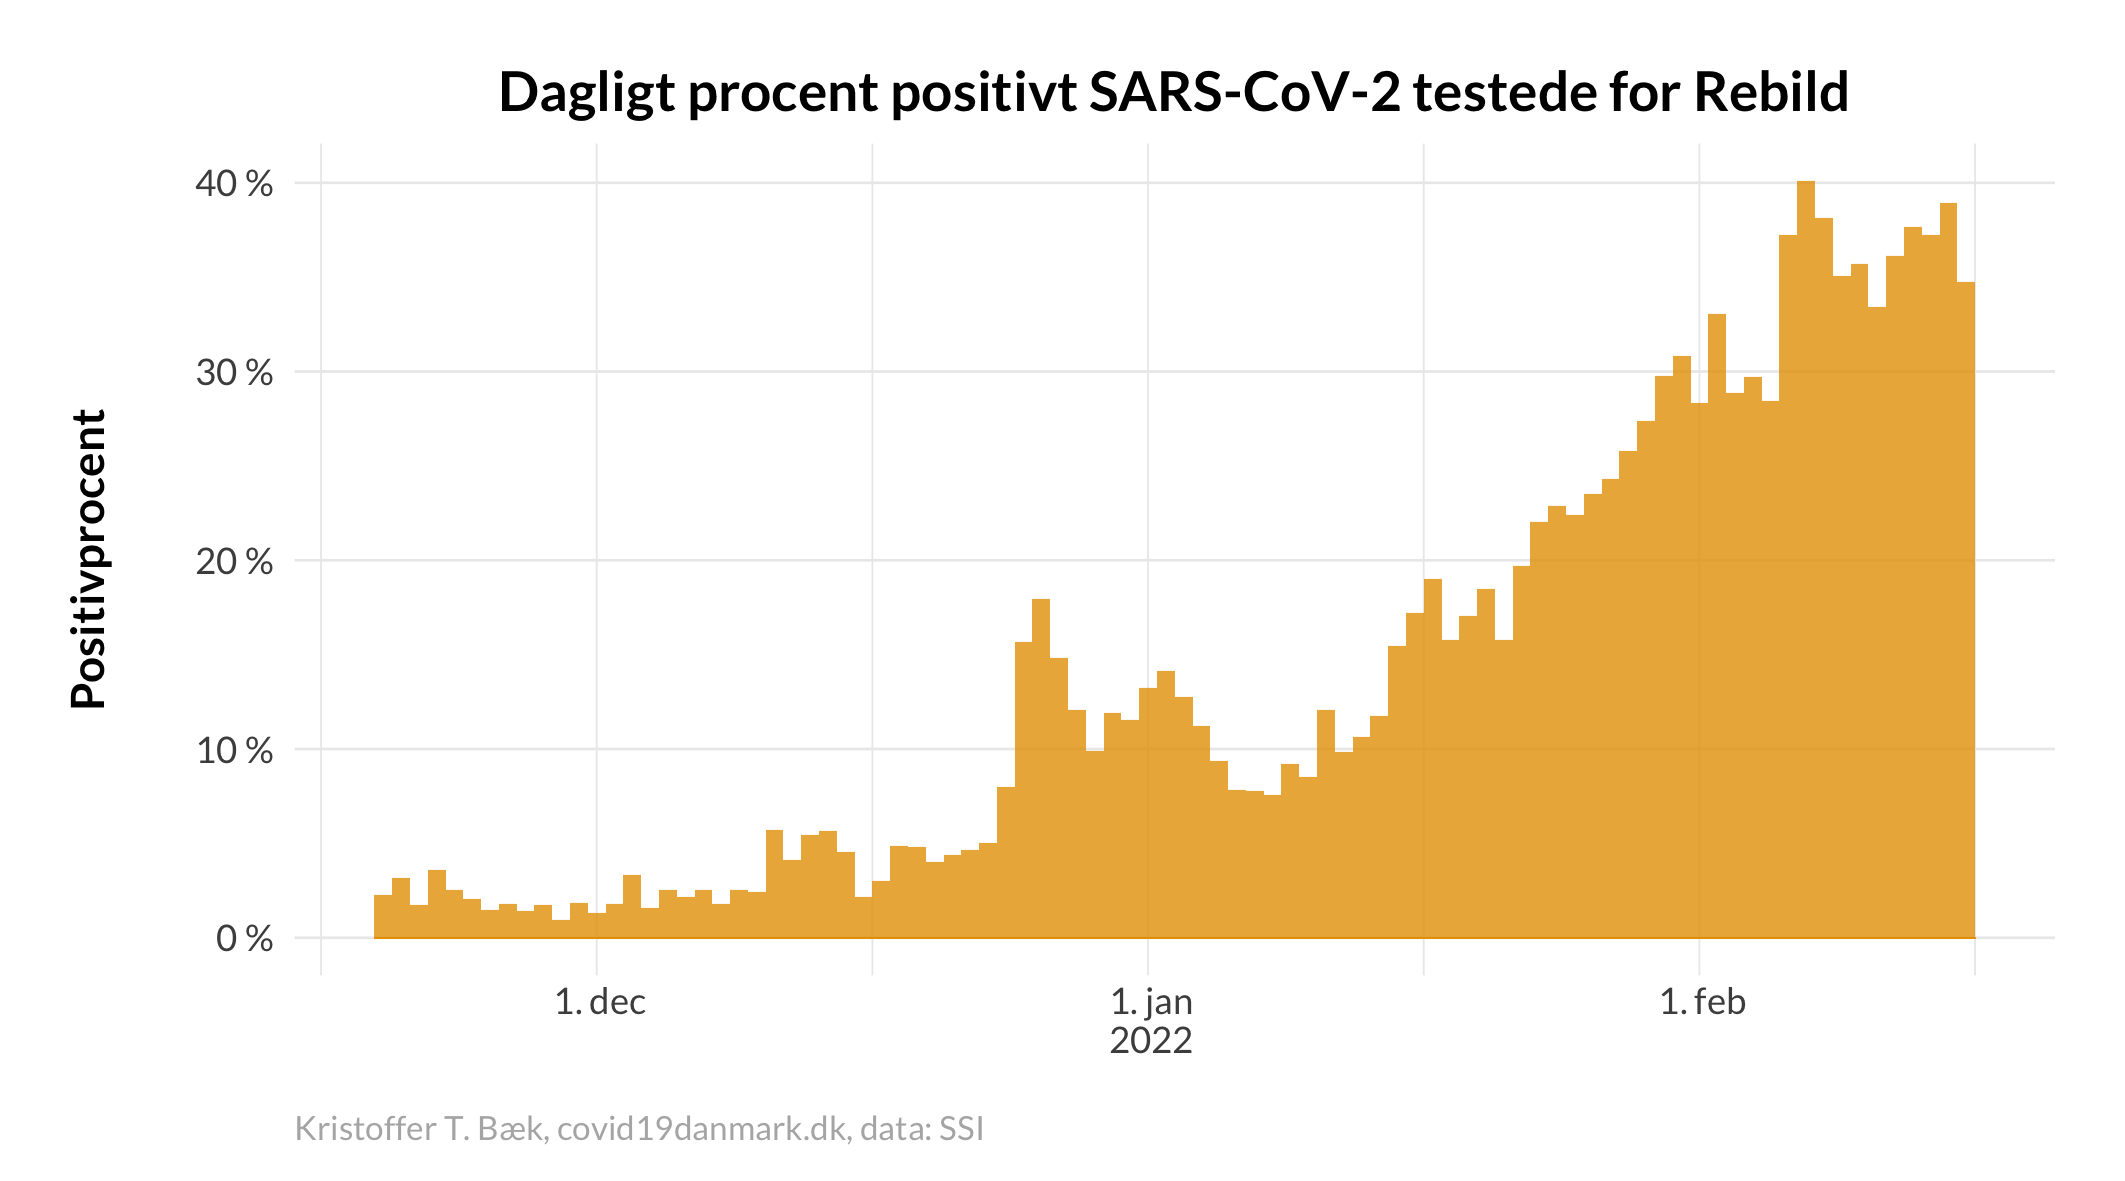 Dagligt procent positivt SARS-CoV-2 testede for Rebild
Positivprocent
40 %
30 %
20 %
10 %
0 %
1. dec
1. jan
2022
1. feb
Kristoffer T. Bæk, covid19danmark.dk, data: SSI